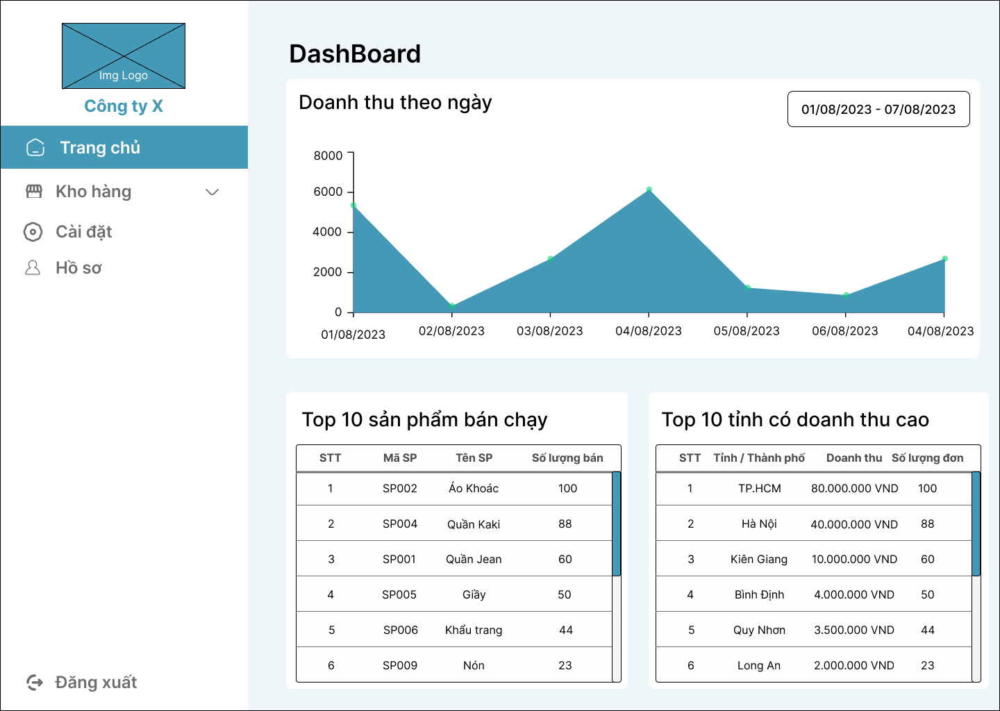 Img Logo
Công ty X
Trang chủ
Kho hàng
Cài đặt
Hồ sơ
Đăng xuất
DashBoard
Doanh thu theo ngày
01/08/2023 - 07/08/2023
8000
6000
4000
2000
0
01/08/2023 02/08/2023 03/08/2023 04/08/2023 05/08/2023 06/08/2023 04/08/2023
Top 10 sản phẩm bán chạy
STT Mã SP Tên SP Số lượng bán
1 SP002 Áo Khoác 100
2 SP004 Quần Kaki 88
3 SP001 Quần Jean 60
4 SP005 Giầy 50
5 SP006 Khẩu trang 44
6 SP009 Nón 23
Top 10 tỉnh có doanh thu cao
STT Tỉnh / Thành phố Doanh thu Số lượng đơn
1 TP.HCM 80.000.000 VND 100
2 Hà Nội 40.000.000 VND 88
3 Kiên Giang 10.000.000 VND 60
4 Bình Định 4.000.000 VND 50
5 Quy Nhơn 3.500.000 VND 44
6 Long An 2.000.000 VND 23